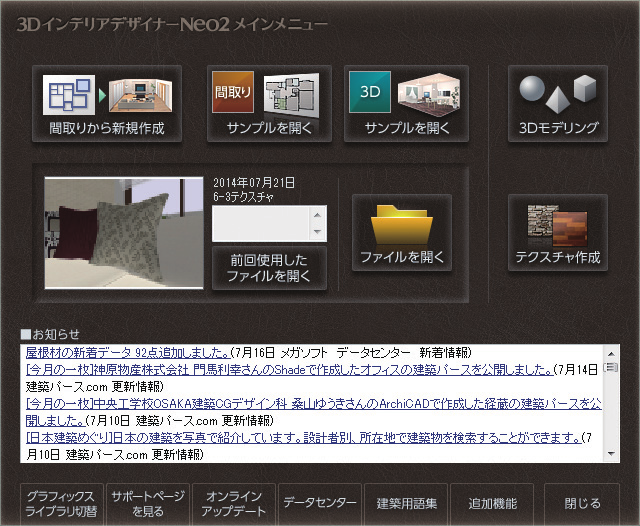 3DインテリアデザイナーNeo2 メインメニュー
間取りから新規作成
間取り
サンプルを開く
3D
サンプルを開く
3Dモデリング
2014年07月21日
6-3テクスチャ
前回使用した
ファイルを開く
ファイルを開く
テクスチャ作成
■お知らせ
屋根材の新着データ 92点追加しました。(7月16日 メガソフト データセンター 新着情報)
[今月の一枚]神原物産株式会社 門馬利幸さんのShadeで作成したオフィスの建築パースを公開しました。(7月14日
建築パース.com 更新情報)
[今月の一枚]中央工学校OSAKA建築CGデザイン科 桑山ゆうきさんのArchiCADで作成した経蔵の建築パースを公
開しました。(7月10日 建築パース.com 更新情報)
[日本建築めぐり]日本の建築を写真で紹介しています。設計者別、所在地で建築物を検索することができます。(7
月10日 建築パース.com 更新情報)
グラフィックス
ライブラリ切替
サポートページ
を見る
オンライン
アップデート
データセンター
建築用語集
追加機能
閉じる